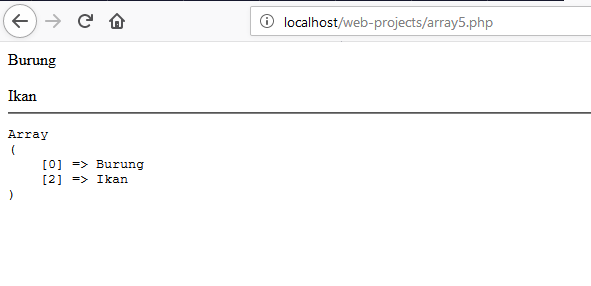 localhost/web-projects/array5.php
Burung
Ikan
Array
(
    [0] => Burung
    [2] => Ikan
)